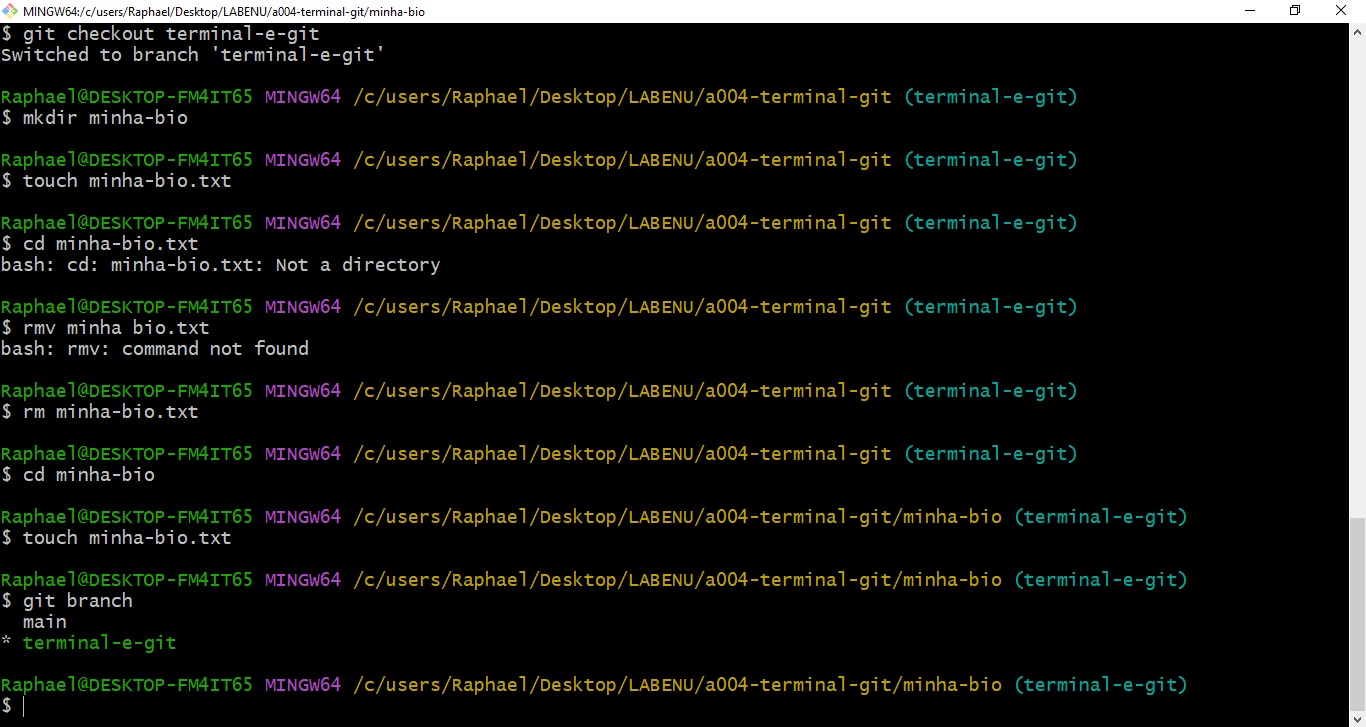 MINGW64:/c/users/Raphael/Desktop/LABENU/a004-terminal-git/minha-bio
$ git checkout terminal-e-git
Switched to branch 'terminal-e-git'
Raphael@DESKTOP-FM4IT65 MINGW64 /c/users/Raphael/Desktop/LABENU/a004-terminal-git (terminal-e-git)
$ mkdir minha-bio
Raphael@DESKTOP-FM4IT65 MINGW64 /c/users/Raphael/Desktop/LABENU/a004-terminal-git (terminal-e-git)
$ touch minha-bio.txt
Raphael@DESKTOP-FM4IT65 MINGW64 /c/users/Raphael/Desktop/LABENU/a004-terminal-git (terminal-e-git)
$ cd minha-bio.txt
bash: cd: minha-bio.txt: Not a directory
Raphael@DESKTOP-FM4IT65 MINGW64 /c/users/Raphael/Desktop/LABENU/a004-terminal-git (terminal-e-git)
$ rmv minha bio.txt
bash: rmv: command not found
Raphael@DESKTOP-FM4IT65 MINGW64 /c/users/Raphael/Desktop/LABENU/a004-terminal-git (terminal-e-git)
$ rm minha-bio.txt
Raphael@DESKTOP-FM4IT65 MINGW64 /c/users/Raphael/Desktop/LABENU/a004-terminal-git (terminal-e-git)
$ cd minha-bio
Raphael@DESKTOP-FM4IT65 MINGW64 /c/users/Raphael/Desktop/LABENU/a004-terminal-git/minha-bio (terminal-e-git)
$ touch minha-bio.txt
Raphael@DESKTOP-FM4IT65 MINGW64 /c/users/Raphael/Desktop/LABENU/a004-terminal-git/minha-bio (terminal-e-git)
$ git branch
  main
* terminal-e-git
Raphael@DESKTOP-FM4IT65 MINGW64 /c/users/Raphael/Desktop/LABENU/a004-terminal-git/minha-bio (terminal-e-git)
$